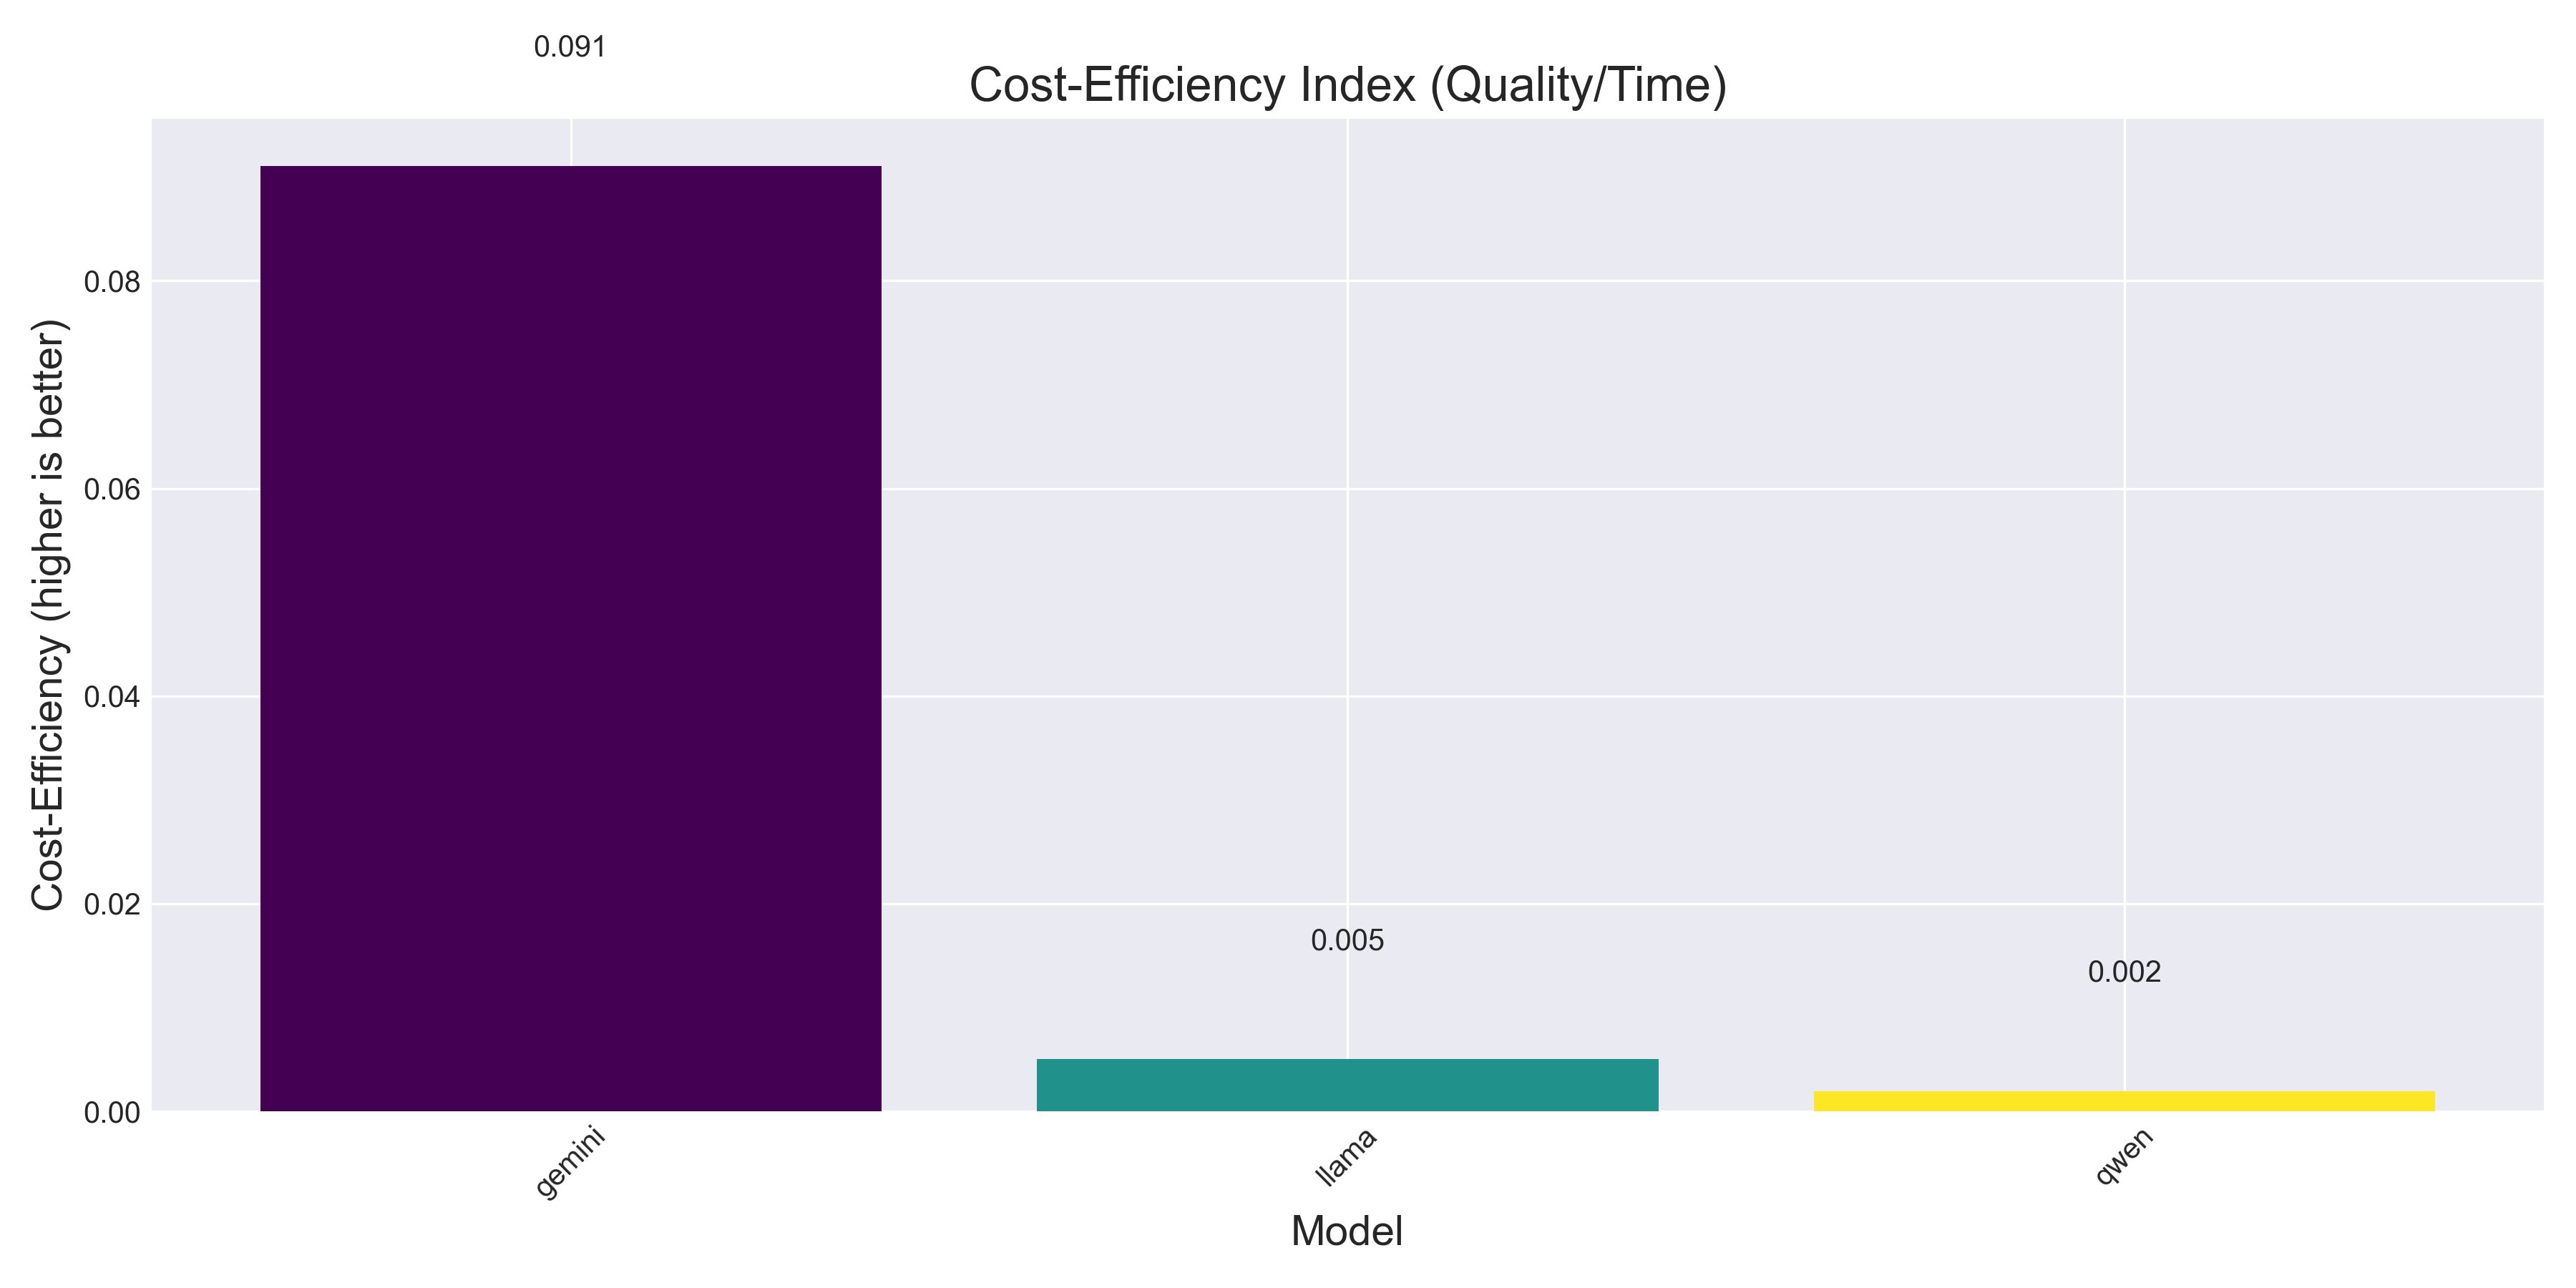 0.091
Cost-Efficiency Index (Quality/Time)
Cost-Efficiency (higher is better)
0.08
0.06
0.04
0.02
0.00
0.005
0.002
gemini
llama
qwen
Model